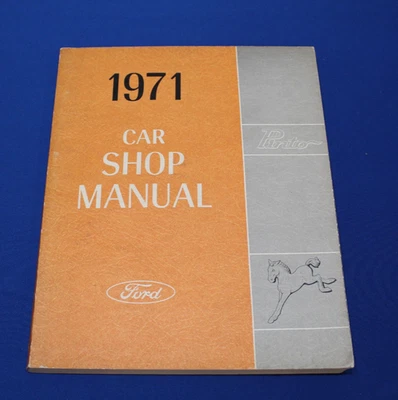 1971
CAR
SHOP
MANUAL
Ford
Pinto